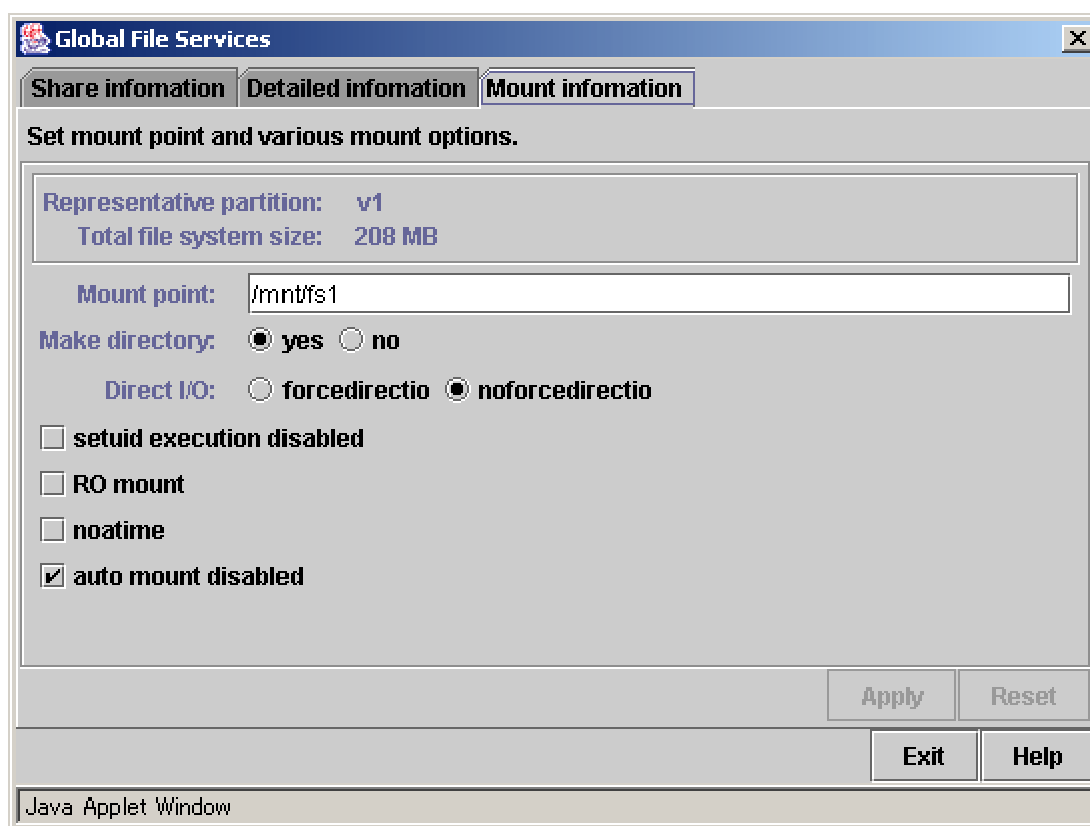 Global File Services
Share infomation Detailed infomation Mount infomation
Set mount point and various mount options.
Representative partition: v1
Total file system size: 208 MB
Mount point: /mnt/fs1
Make directory: yes no
Direct I/O: forcedirectio noforcedirectio
setuid execution disabled
RO mount
noatime
auto mount disabled
Apply Reset
Exit Help
Java Applet Window